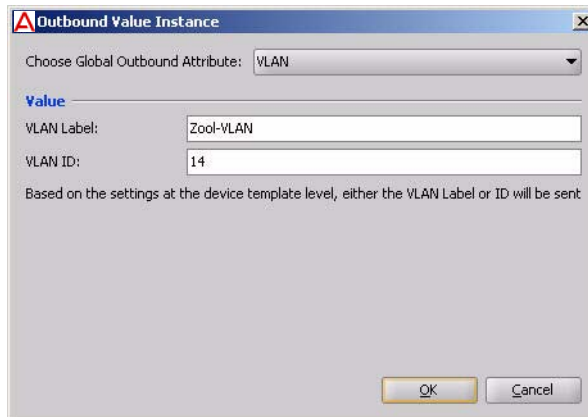 Outbound Value Instance
Choose Global Outbound Attribute: VLAN
Value
VLAN Label: Zool-VLAN
VLAN ID: 14
Based on the settings at the device template level, either the VLAN Label or ID will be sent
OK Cancel